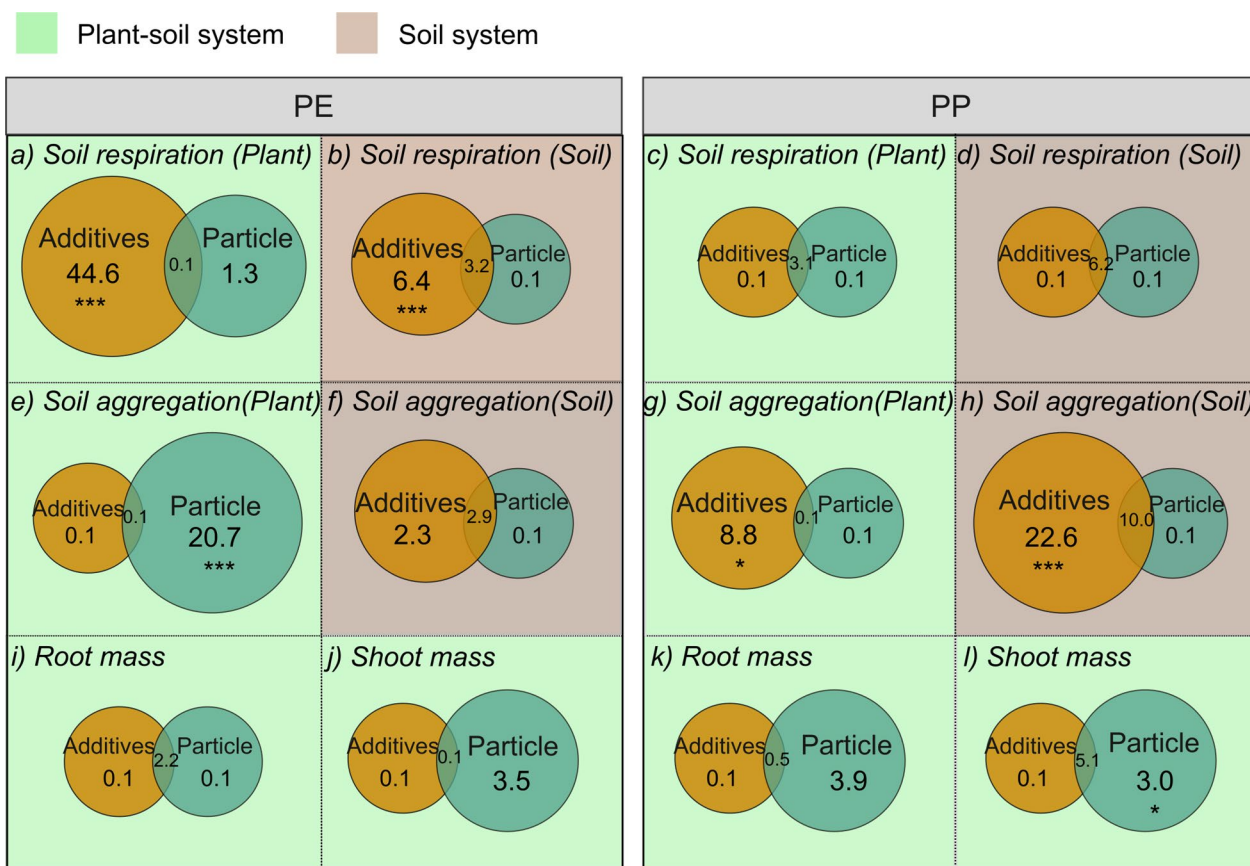 Plant-soil system
Soil system
PE
PP
a) Soil respiration (Plant)
Additives
44.6
***
0.1
Particle
1.3
b) Soil respiration (Soil)
Additives
6.4
***
3.2
Particle
0.1
c) Soil respiration (Plant)
Additives
0.1
3.1
Particle
0.1
d) Soil respiration (Soil)
Additives
0.1
6.2
Particle
0.1
e) Soil aggregation(Plant)
Additives
0.1
0.1
Particle
20.7
***
f) Soil aggregation(Soil)
Additives
2.3
2.9
Particle
0.1
g) Soil aggregation(Plant)
Additives
8.8
*
0.1
Particle
0.1
h) Soil aggregation(Soil)
Additives
22.6
***
10.0
Particle
0.1
i) Root mass
Additives
0.1
2.2
Particle
0.1
j) Shoot mass
Additives
0.1
0.1
Particle
3.5
k) Root mass
Additives
0.1
0.5
Particle
3.9
l) Shoot mass
Additives
0.1
5.1
Particle
3.0
*